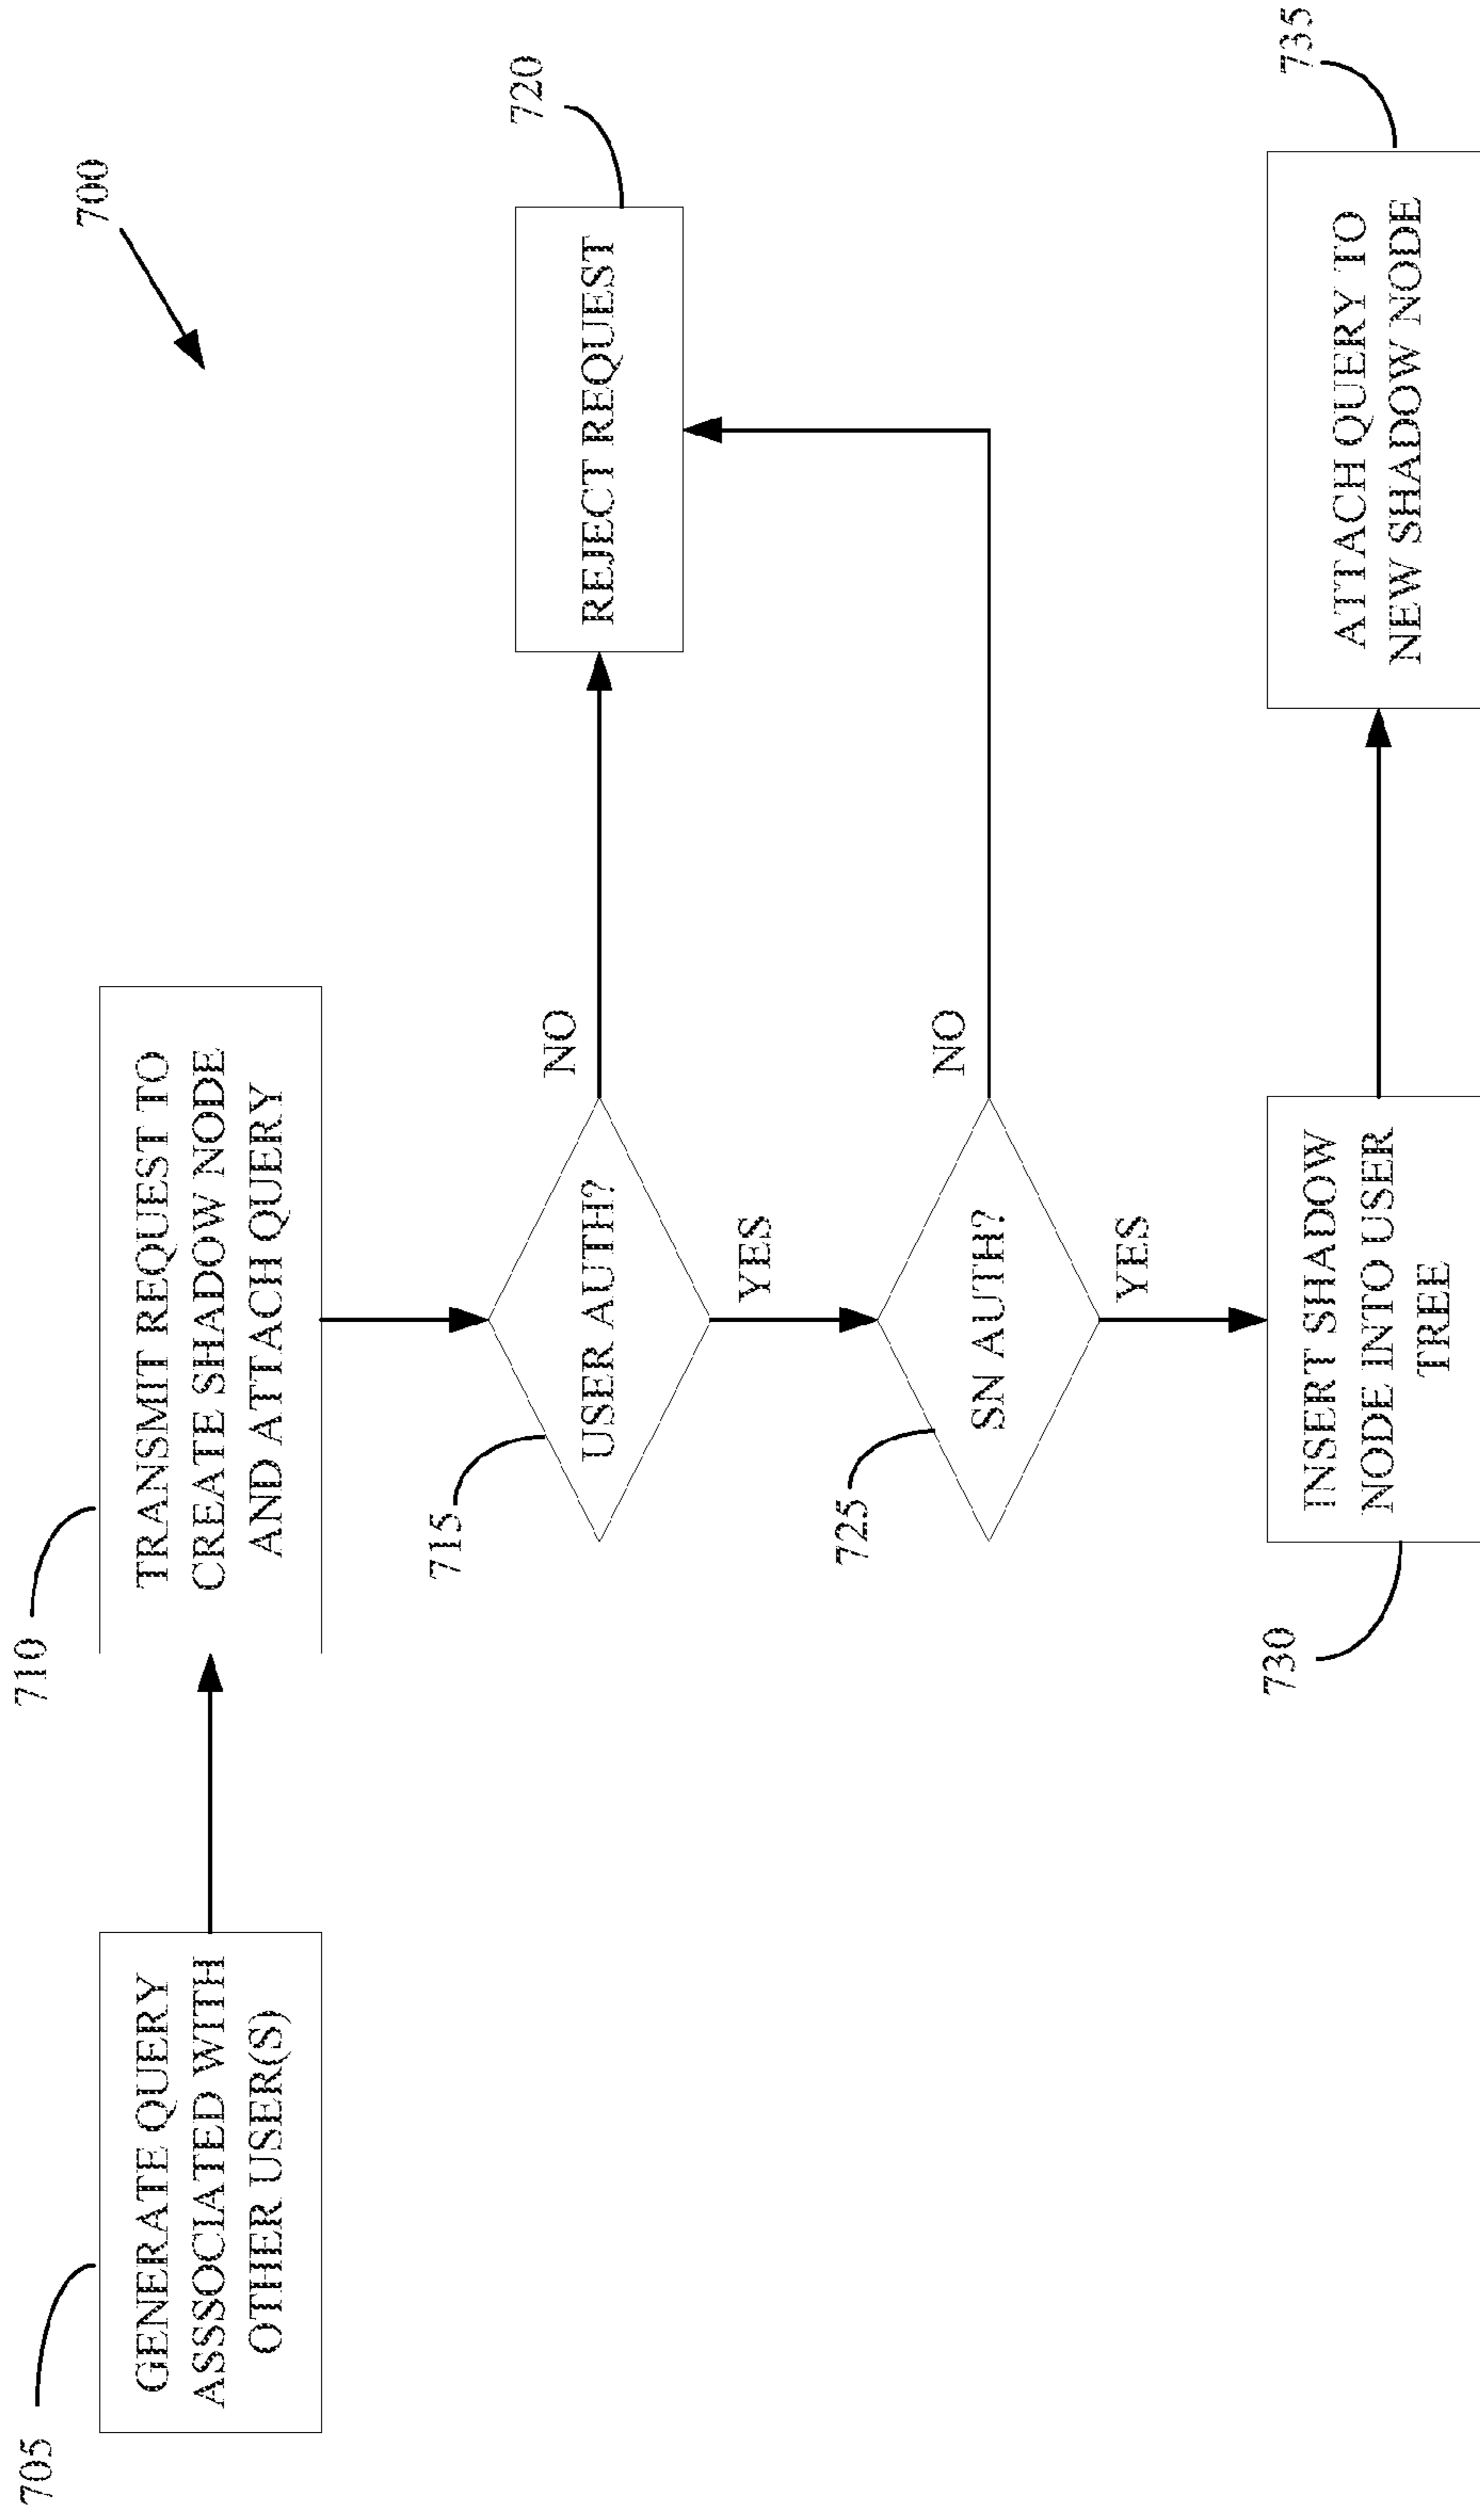 700
705
GENERATE QUERY
ASSOCIATED WITH
OTHER USER(S)
710
TRANSMIT REQUEST TO
CREATE SHADOW NODE
AND ATTACH QUERY
715
USER AUTH?
NO
720
REJECT REQUEST
YES
725
SN AUTH?
NO
YES
730
INSERT SHADOW
NODE INTO USER
TREE
735
ATTACH QUERY TO
NEW SHADOW NODE